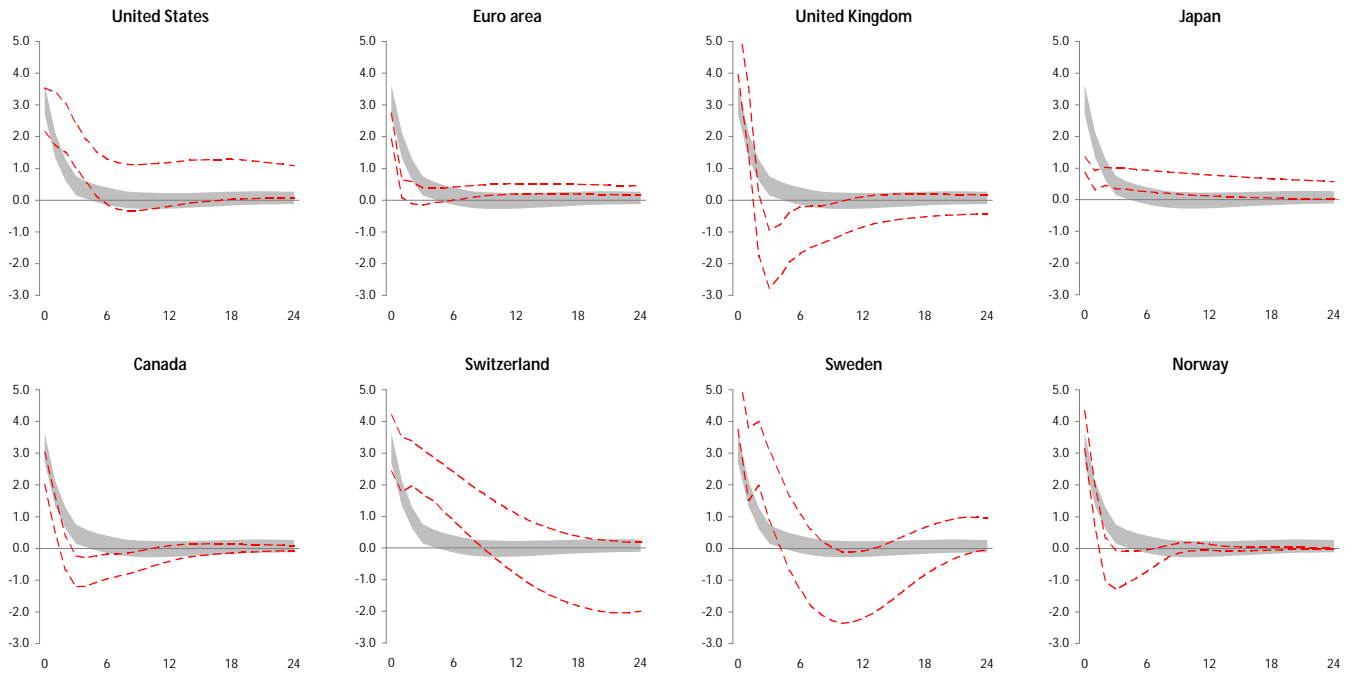 United States
Euro area
United Kingdom
Japan
5.0 5.0 5.0 5.0
4.0 4.0 4.0 4.0
3.0 3.0 3.0 3.0
2.0 2.0 2.0 2.0
1.0 1.0 1.0 1.0
0.0 0.0 0.0 0.0
-1.0 -1.0 -1.0 -1.0
-2.0 -2.0 -2.0 -2.0
-3.0 -3.0 -3.0 -3.0
0 6 12 18 24 0 6 12 18 24 0 6 12 18 24 0 6 12 18 24
Canada
Switzerland
Sweden
Norway
5.0 5.0 5.0 5.0
4.0 4.0 4.0 4.0
3.0 3.0 3.0 3.0
2.0 2.0 2.0 2.0
1.0 1.0 1.0 1.0
0.0 0.0 0.0 0.0
-1.0 -1.0 -1.0 -1.0
-2.0 -2.0 -2.0 -2.0
-3.0 -3.0 -3.0 -3.0
0 6 12 18 24 0 6 12 18 24 0 6 12 18 24 0 6 12 18 24